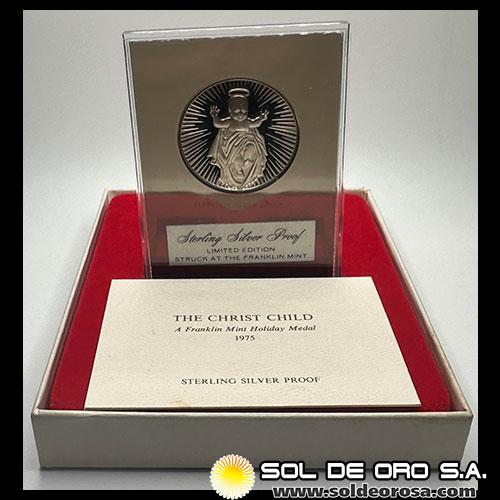 Sterling Silver Proof
LIMITED EDITION
STRUCK AT THE FRANKLIN MINT
THE CHRIST CHILD
A Franklin Mint Holiday Medal
1975
STERLING SILVER PROOF
SOL DE ORO S.A.
www.soldeorosa.com